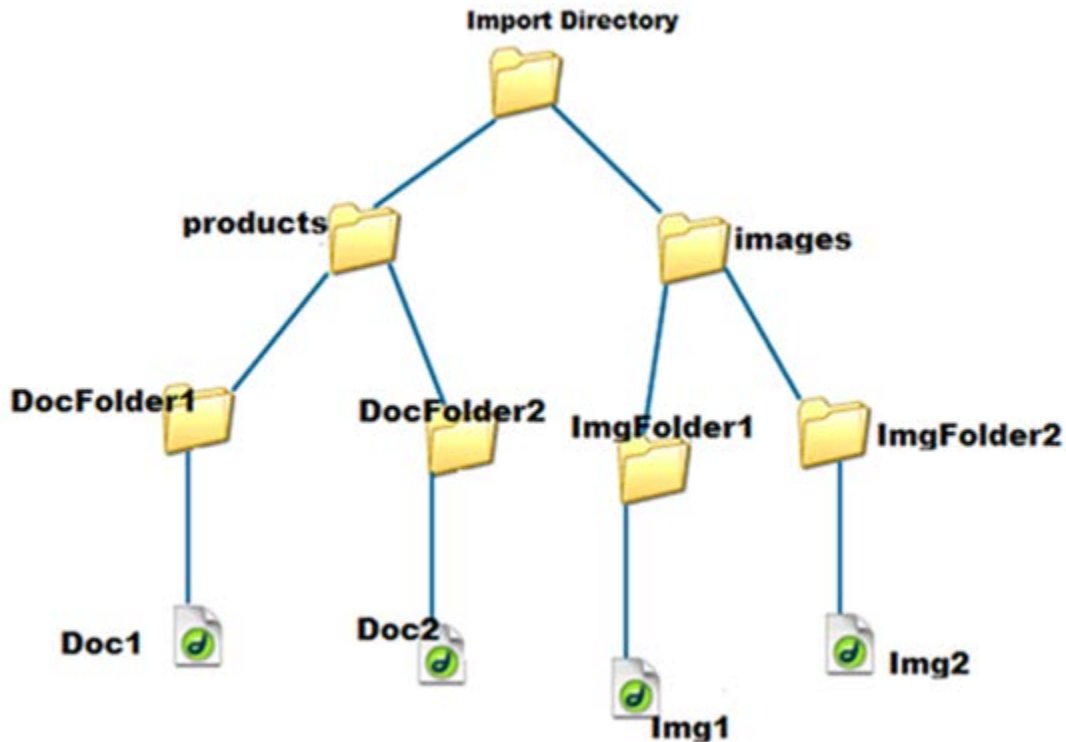 Import Directory
products
images
DocFolder1
DocFolder2
ImgFolder1
ImgFolder2
Doc1
Doc2
Img1
Img2